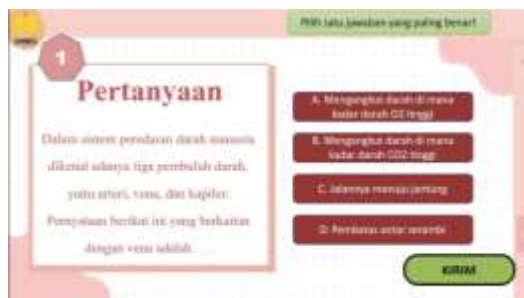 Pilih satu jawaban yang paling benar!
1
Pertanyaan
Dalam sistem peredaran darah manusia
dikenal adanya tiga pembuluh darah,
yaitu arteri, vena, dan kapiler.
Pernyataan berikut ini yang berkaitan
dengan vena adalah
A. Mengangkut darah di mana
kadar darah O2 tinggi
B. Mengangkut darah di mana
kadar darah CO2 tinggi
C. Jalannya menuju jantung
D. Pembatas antar serambi
KIRIM